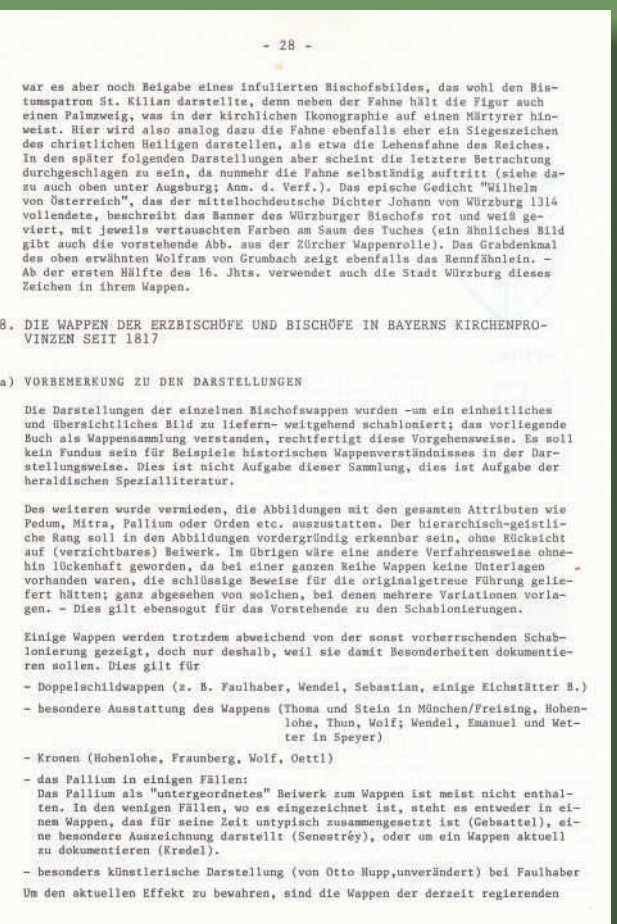 - 28 -
war es aber noch Beigabe eines infulierten Bischofsbildes, das wohl den Bis-
tumspatron St. Kilian darstellte, denn neben der Fahne hält die Figur auch
einen Palmzweig, was in der kirchlichen Ikonographie auf einen Märtyrer hin-
weist. Hier wird also analog dazu die Fahne ebenfalls eher ein Siegeszeichen
des christlichen Heiligen darstellen, als etwa die Lehensfahne des Reiches.
In den später folgenden Darstellungen aber scheint die letztere Betrachtung
durchgeschlagen zu sein, da nunmehr die Fahne selbständig auftritt (siehe da-
zu auch oben unter Augsburg; Anm. d. Verf.). Das epische Gedicht "Wilhelm
von Österreich", das der mittelhochdeutsche Dichter Johann von Würzburg 1314
vollendete, beschreibt das Banner des Würzburger Bischofs rot und weiß ge-
viert, mit jeweils vertauschten Farben am Saum des Tuches (ein ähnliches Bild
gibt auch die vorstehende Abb. aus der Zürcher Wappenrolle). Das Grabdenkmal
des oben erwähnten Wolfram von Grumbach zeigt ebenfalls das Rennfähnlein. -
Ab der ersten Hälfte des 16. Jhts. verwendet auch die Stadt Würzburg dieses
Zeichen in ihrem Wappen.
8. DIE WAPPEN DER ERZBISCHÖFE UND BISCHÖFE IN BAYERNS KIRCHENPRO-
VINZEN SEIT 1817
a) VORBEMERKUNG ZU DEN DARSTELLUNGEN
Die Darstellungen der einzelnen Bischofswappen wurden -um ein einheitliches
und übersichtliches Bild zu liefern- weitgehend schabloniert; das vorliegende
Buch als Wappensammlung verstanden, rechtfertigt diese Vorgehensweise. Es soll
kein Fundus sein für Beispiele historischen Wappenverständnisses in der Dar-
stellungsweise. Dies ist nicht Aufgabe dieser Sammlung, dies ist Aufgabe der
heraldischen Spezialliteratur.
Des weiteren wurde vermieden, die Abbildungen mit den gesamten Attributen wie
Pedum, Mitra, Pallium oder Orden etc. auszustatten. Der hierarchisch-geistli-
che Rang soll in den Abbildungen vordergründig erkennbar sein, ohne Rücksicht
auf (verzichtbares) Beiwerk. Im übrigen wäre eine andere Verfahrensweise ohne-
hin lückenhaft geworden, da bei einer ganzen Reihe Wappen keine Unterlagen
vorhanden waren, die schlüssige Beweise für die originalgetreue Führung gelie-
fert hätten; ganz abgesehen von solchen, bei denen mehrere Variationen vorla-
gen. - Dies gilt ebensogut für das Vorstehende zu den Schablonierungen.
Einige Wappen werden trotzdem abweichend von der sonst vorherrschenden Schab-
lonierung gezeigt, doch nur deshalb, weil sie damit Besonderheiten dokumentie-
ren sollen. Dies gilt für
- Doppelschildwappen (z. B. Faulhaber, Wendel, Sebastian, einige Eichstätter B.)
- besondere Ausstattung des Wappens (Thoma und Stein in München/Freising, Hohen-
lohe, Thun, Wolf; Wendel, Emanuel und Wet-
ter in Speyer)
- Kronen (Hohenlohe, Fraunberg, Wolf, Oettl)
- das Pallium in einigen Fällen:
Das Pallium als "untergeordnetes" Beiwerk zum Wappen ist meist nicht enthal-
ten. In den wenigen Fällen, wo es eingezeichnet ist, steht es entweder in ei-
nem Wappen, das für seine Zeit untypisch zusammengesetzt ist (Gebsattel), ei-
ne besondere Auszeichnung darstellt (Senestréy), oder um ein Wappen aktuell
zu dokumentieren (Kredel).
- besonders künstlerische Darstellung (von Otto Hupp,unverändert) bei Faulhaber
Um den aktuellen Effekt zu bewahren, sind die Wappen der derzeit regierenden